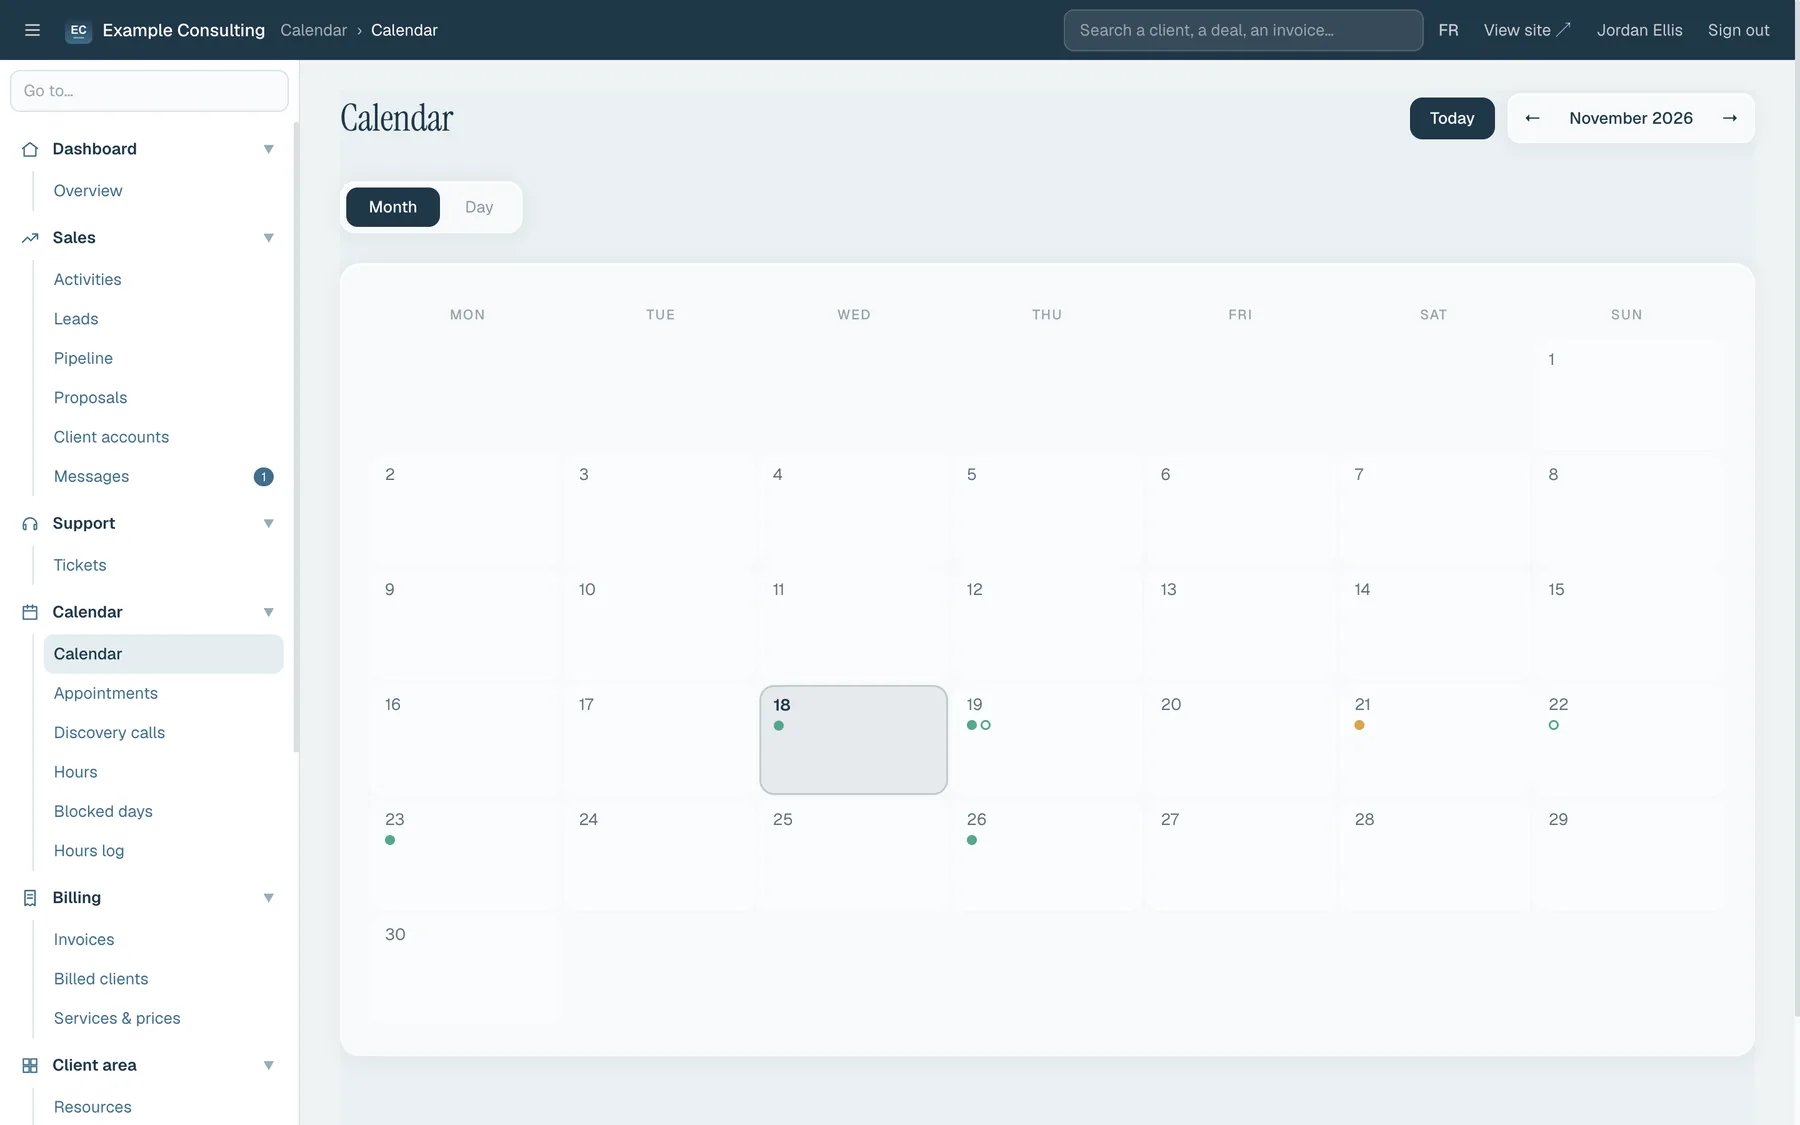 EC Example Consulting Calendar › Calendar Search a client, a deal, an invoice... FR View site ↗ Jordan Ellis Sign out
Go to...
Dashboard ▼
Overview
Sales ▼
Activities
Leads
Pipeline
Proposals
Client accounts
Messages 1
Support ▼
Tickets
Calendar ▼
Calendar
Appointments
Discovery calls
Hours
Blocked days
Hours log
Billing ▼
Invoices
Billed clients
Services & prices
Client area ▼
Resources
Calendar
Today ← November 2026 →
Month Day
MON TUE WED THU FRI SAT SUN
1
2 3 4 5 6 7 8
9 10 11 12 13 14 15
16 17 18 19 20 21 22
23 24 25 26 27 28 29
30